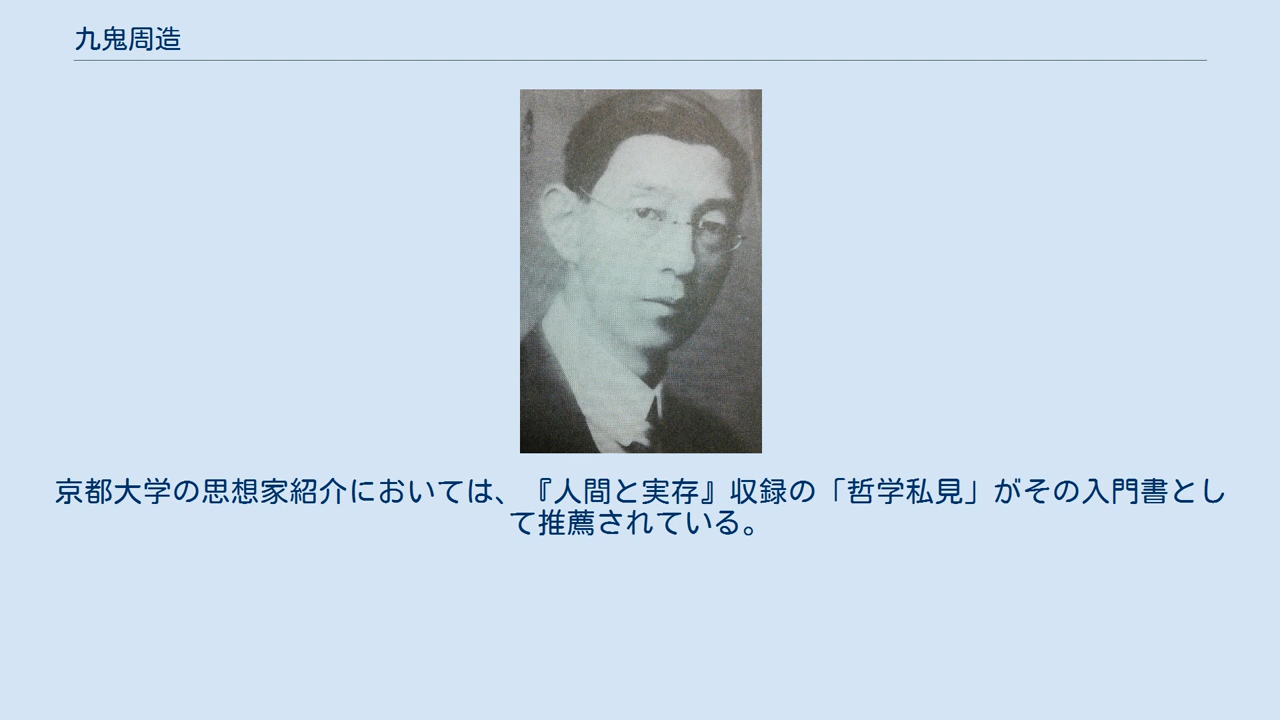 九鬼周造
京都大学の思想家紹介においては、『人間と実存』収録の「哲学私見」がその入門書とし
て推薦されている。